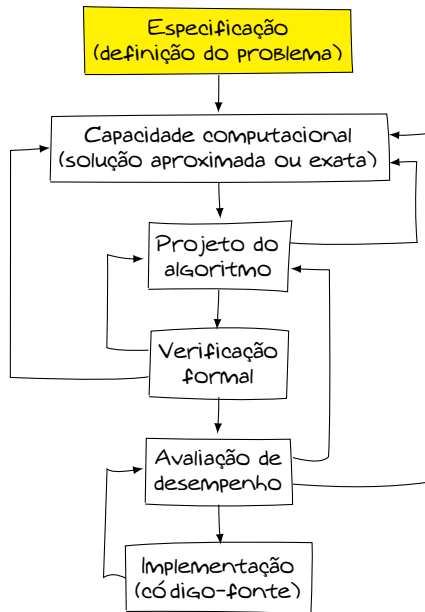 Especificação
(definição do problema)
Capacidade computacional
(solução aproximada ou exata)
Projeto do
algoritmo
Verificação
formal
Avaliação de
desempenho
Implementação
(código-fonte)